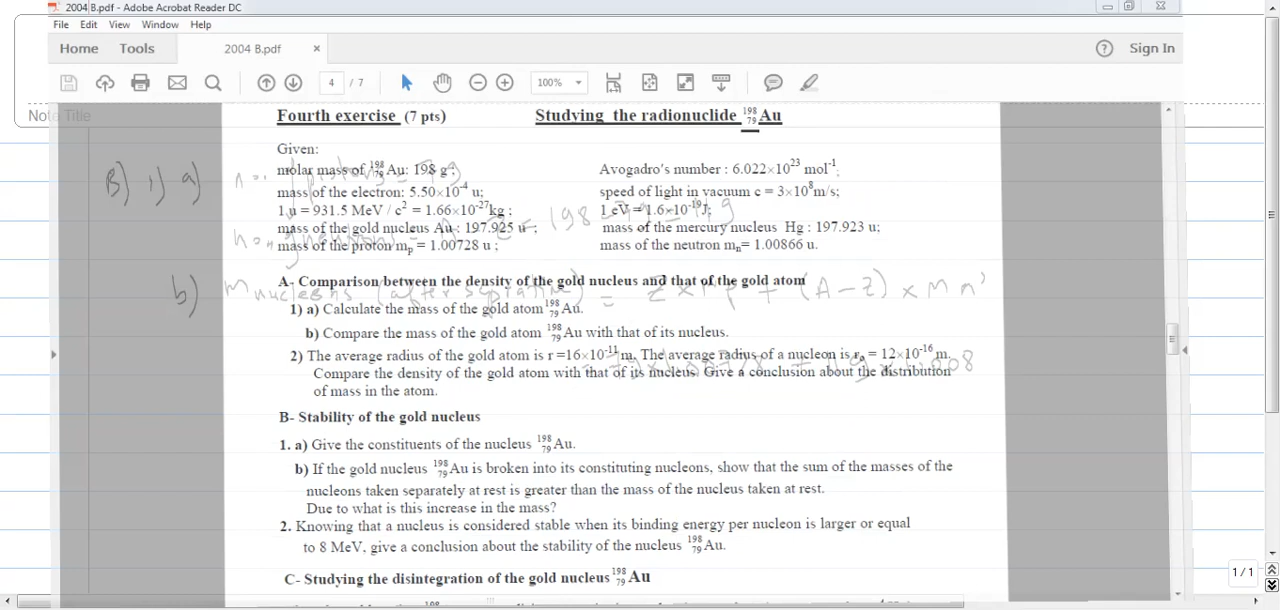 2004 B.pdf - Adobe Acrobat Reader DC
File Edit View Window Help
Home Tools 2004 B.pdf × Sign In
4 / 7 100%
Note Title
Fourth exercise (7 pts) Studying the radionuclide ¹⁹⁸₇₉Au
Given:
molar mass of ¹⁹⁸₇₉Au: 198 g; Avogadro's number : 6.022×10²³ mol⁻¹
mass of the electron: 5.50×10⁻⁴ u; speed of light in vacuum c = 3×10⁸m/s;
1 u = 931.5 MeV / c² = 1.66×10⁻²⁷kg ; 1 eV = 1.6×10⁻¹⁹J;
mass of the gold nucleus Au : 197.925 u ; mass of the mercury nucleus Hg : 197.923 u;
mass of the proton mₚ = 1.00728 u ; mass of the neutron mₙ= 1.00866 u.
B) 1) a)
= 198 - 79 = 119
b) M nucleons (after = Z × mp + (A-Z) × Mn
A- Comparison between the density of the gold nucleus and that of the gold atom
1) a) Calculate the mass of the gold atom ¹⁹⁸₇₉Au.
b) Compare the mass of the gold atom ¹⁹⁸₇₉Au with that of its nucleus.
2) The average radius of the gold atom is r =16×10⁻¹¹m. The average radius of a nucleon is r₀ = 12×10⁻¹⁶m.
Compare the density of the gold atom with that of its nucleus. Give a conclusion about the distribution
of mass in the atom.
B- Stability of the gold nucleus
1. a) Give the constituents of the nucleus ¹⁹⁸₇₉Au.
b) If the gold nucleus ¹⁹⁸₇₉Au is broken into its constituting nucleons, show that the sum of the masses of the
nucleons taken separately at rest is greater than the mass of the nucleus taken at rest.
Due to what is this increase in the mass?
2. Knowing that a nucleus is considered stable when its binding energy per nucleon is larger or equal
to 8 MeV, give a conclusion about the stability of the nucleus ¹⁹⁸₇₉Au.
C- Studying the disintegration of the gold nucleus ¹⁹⁸₇₉Au
1 / 1